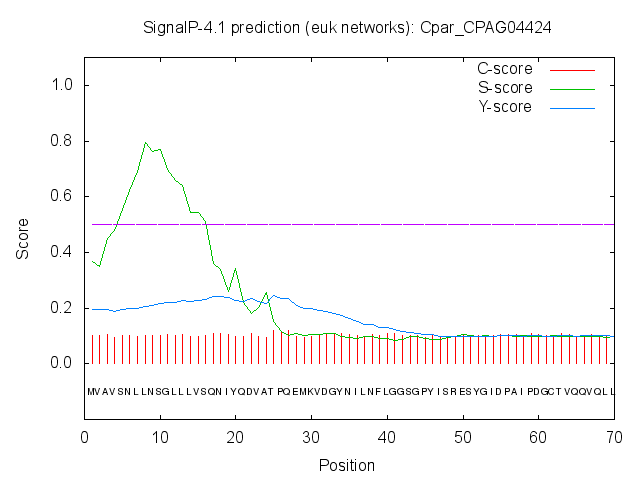 SignalP-4.1 prediction (euk networks): Cpar_CPAG04424
C-score
S-score
Y-score
1.0
0.8
0.6
0.4
0.2
0.0
Score
MVAVSNLLNSGLLLVSQNIYQDVATPQEMKVDGYNILNFLGGSGPYISRESYGIDPAIPDGCTVQQVQLL
0 10 20 30 40 50 60 70
Position